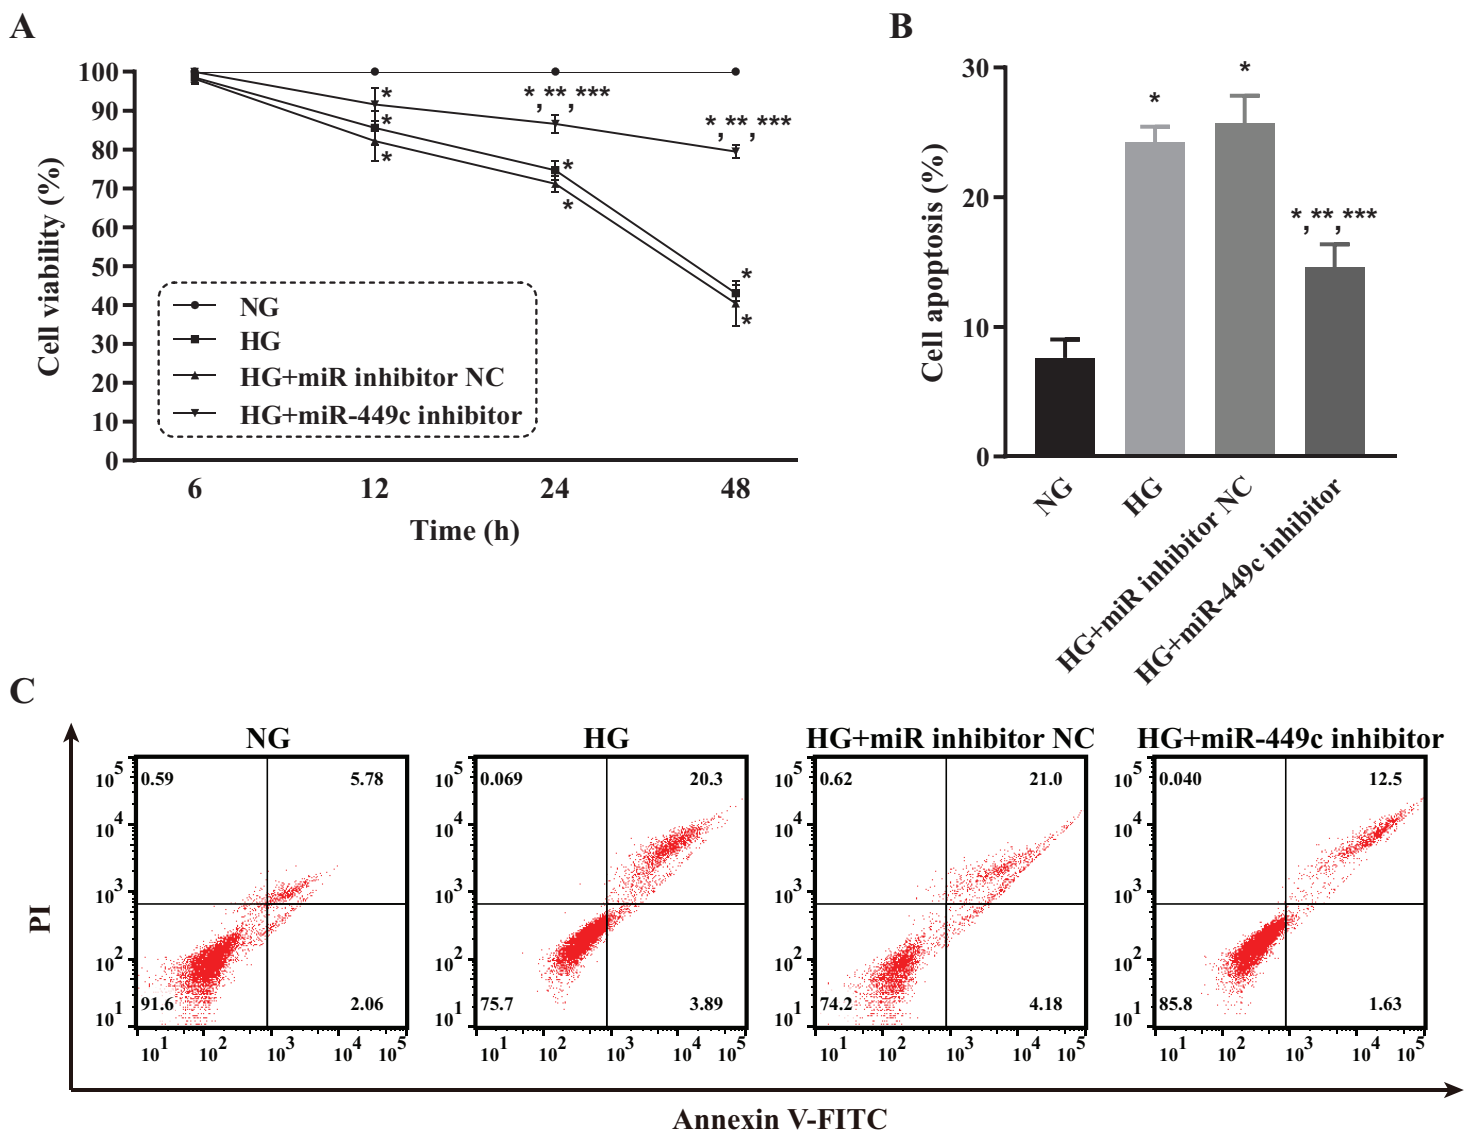 A
Cell viability (%)
100
90
80
70
60
50
40
30
20
10
0
*
*
*
*,**,***
*
*
*,**,***
*
*
NG
HG
HG+miR inhibitor NC
HG+miR-449c inhibitor
6 12 24 48
Time (h)
B
Cell apoptosis (%)
30
20
10
0
*
*
*,**,***
NG
HG
HG+miR inhibitor NC
HG+miR-449c inhibitor
C
PI
NG
10^5
10^4
10^3
10^2
10^1
0.59 5.78
91.6 2.06
10^1 10^2 10^3 10^4 10^5
HG
10^5
10^4
10^3
10^2
10^1
0.069 20.3
75.7 3.89
10^1 10^2 10^3 10^4 10^5
HG+miR inhibitor NC
10^5
10^4
10^3
10^2
10^1
0.62 21.0
74.2 4.18
10^1 10^2 10^3 10^4 10^5
HG+miR-449c inhibitor
10^5
10^4
10^3
10^2
10^1
0.040 12.5
85.8 1.63
10^1 10^2 10^3 10^4 10^5
Annexin V-FITC